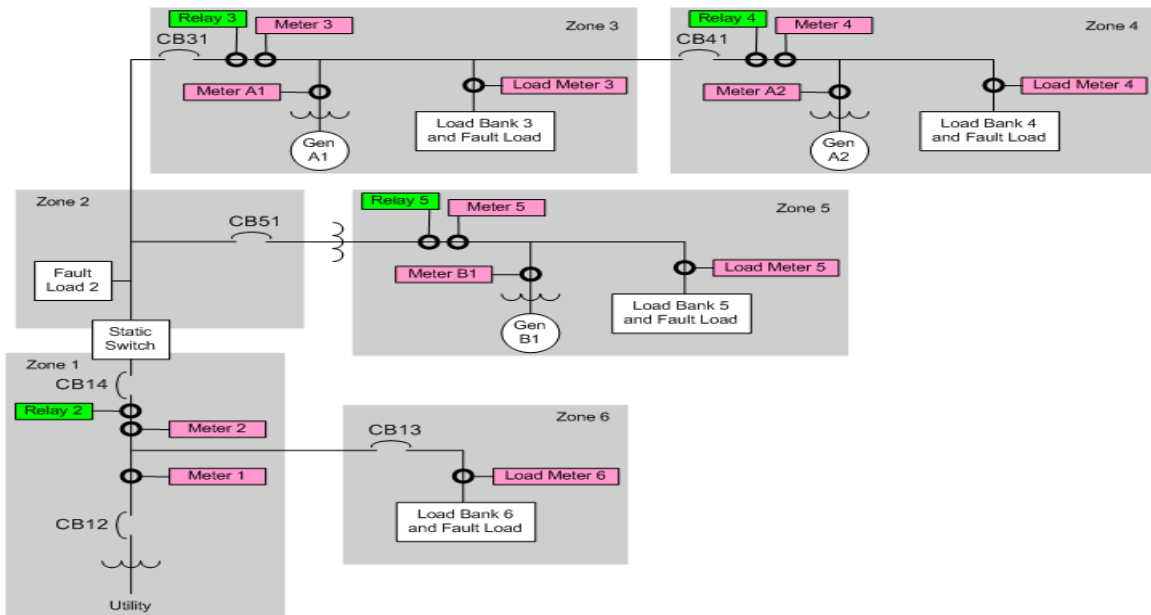 Relay 3
Meter 3
Zone 3
CB31
Meter A1
Load Meter 3
Gen
A1
Load Bank 3
and Fault Load
Relay 4
Meter 4
Zone 4
CB41
Meter A2
Load Meter 4
Gen
A2
Load Bank 4
and Fault Load
Zone 2
CB51
Fault
Load 2
Static
Switch
Relay 5
Meter 5
Zone 5
Meter B1
Load Meter 5
Gen
B1
Load Bank 5
and Fault Load
Zone 1
CB14
Relay 2
Meter 2
Meter 1
CB12
Utility
Zone 6
CB13
Load Meter 6
Load Bank 6
and Fault Load